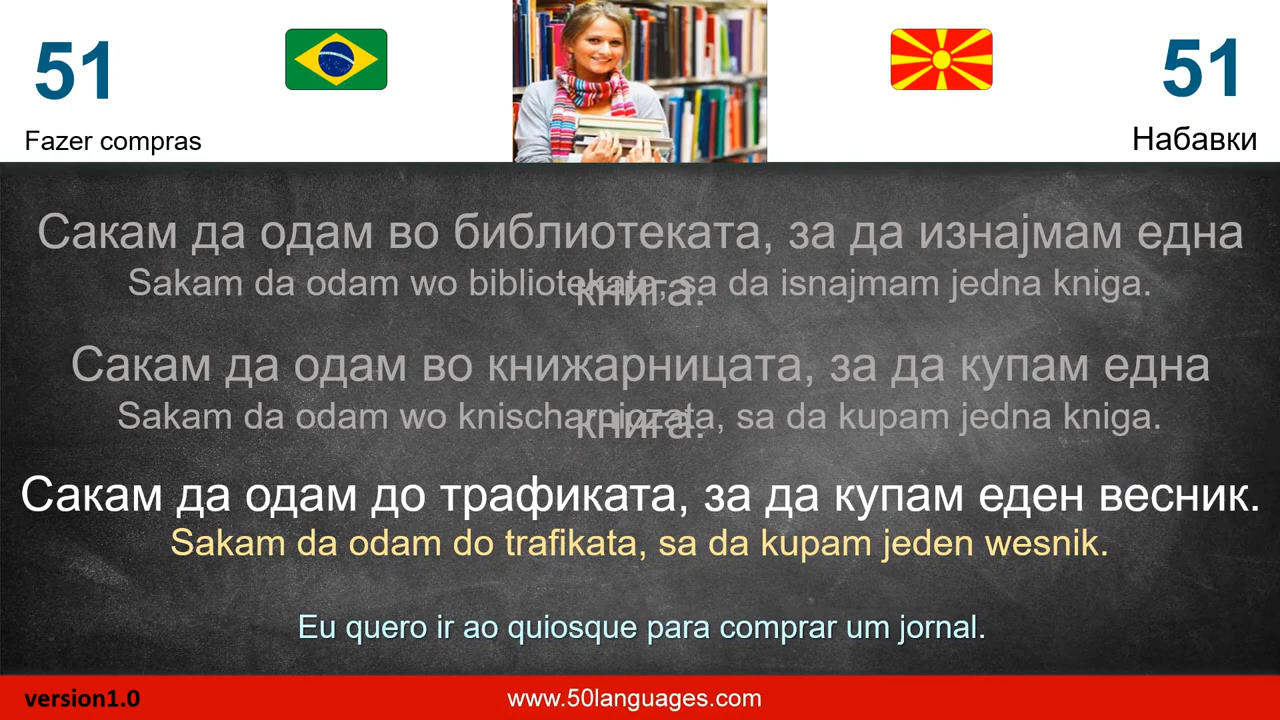 51
51
Fazer compras
Набавки
Сакам да одам во библиотеката, за да изнајмам една
книга.
Sakam da odam wo bibliotekata, sa da isnajmam jedna kniga.
Сакам да одам во книжарницата, за да купам една
книга.
Sakam da odam wo knischarniczata, sa da kupam jedna kniga.
Сакам да одам до трафиката, за да купам еден весник.
Sakam da odam do trafikata, sa da kupam jeden wesnik.
Eu quero ir ao quiosque para comprar um jornal.
version1.0
www.50languages.com